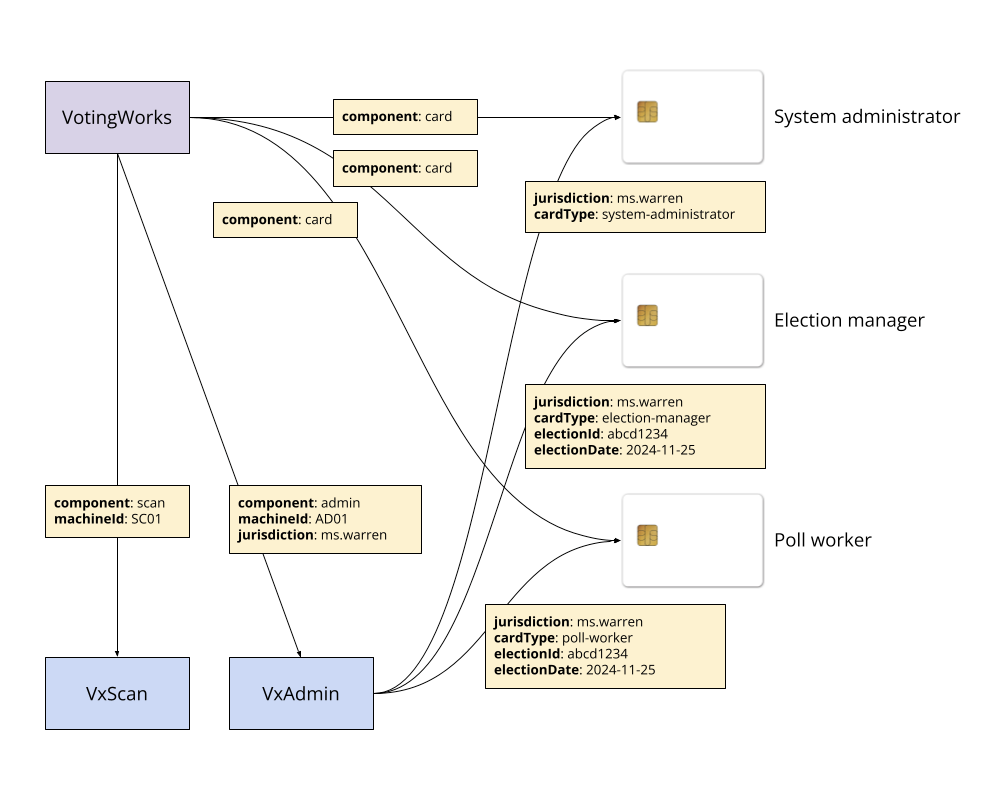 VotingWorks
component: card
System administrator
component: card
jurisdiction: ms.warren
cardType: system-administrator
component: card
Election manager
jurisdiction: ms.warren
cardType: election-manager
electionId: abcd1234
electionDate: 2024-11-25
component: scan
machineId: SC01
component: admin
machineId: AD01
jurisdiction: ms.warren
Poll worker
jurisdiction: ms.warren
cardType: poll-worker
electionId: abcd1234
electionDate: 2024-11-25
VxScan
VxAdmin